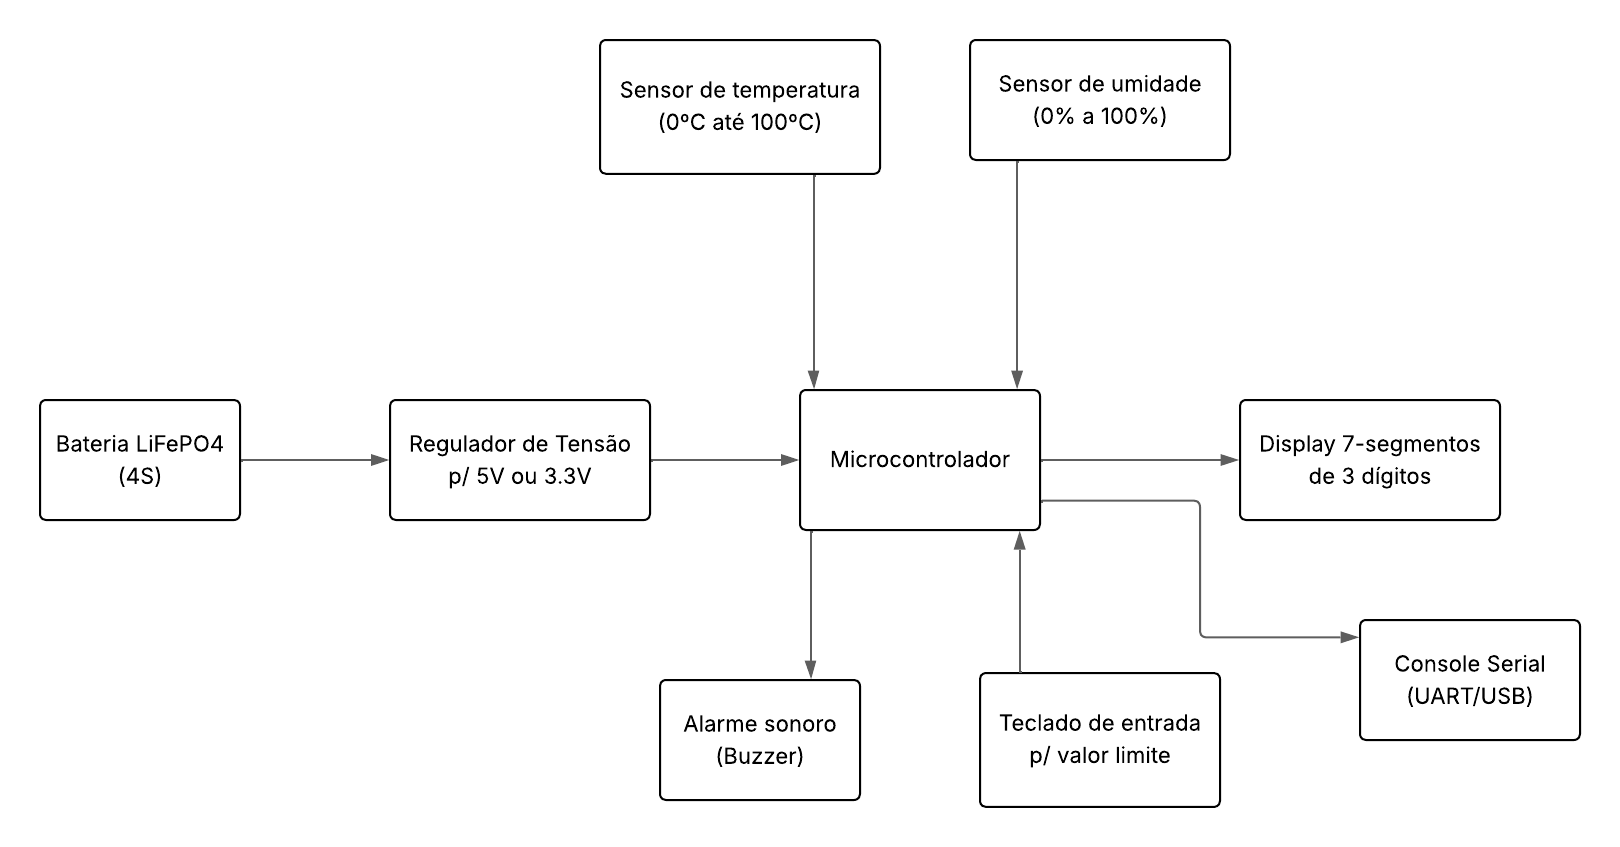 Sensor de temperatura
(0ºC até 100ºC)
Sensor de umidade
(0% a 100%)
Bateria LiFePO4
(4S)
Regulador de Tensão
p/ 5V ou 3.3V
Microcontrolador
Display 7-segmentos
de 3 dígitos
Alarme sonoro
(Buzzer)
Teclado de entrada
p/ valor limite
Console Serial
(UART/USB)